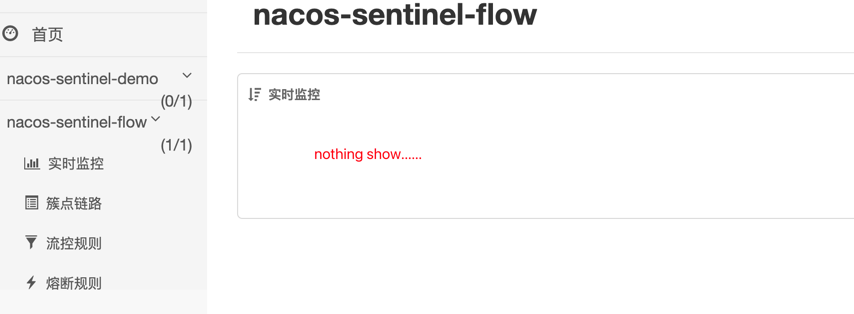 首页
nacos-sentinel-demo
(0/1)
nacos-sentinel-flow
(1/1)
实时监控
簇点链路
流控规则
熔断规则
nacos-sentinel-flow
实时监控
nothing show......